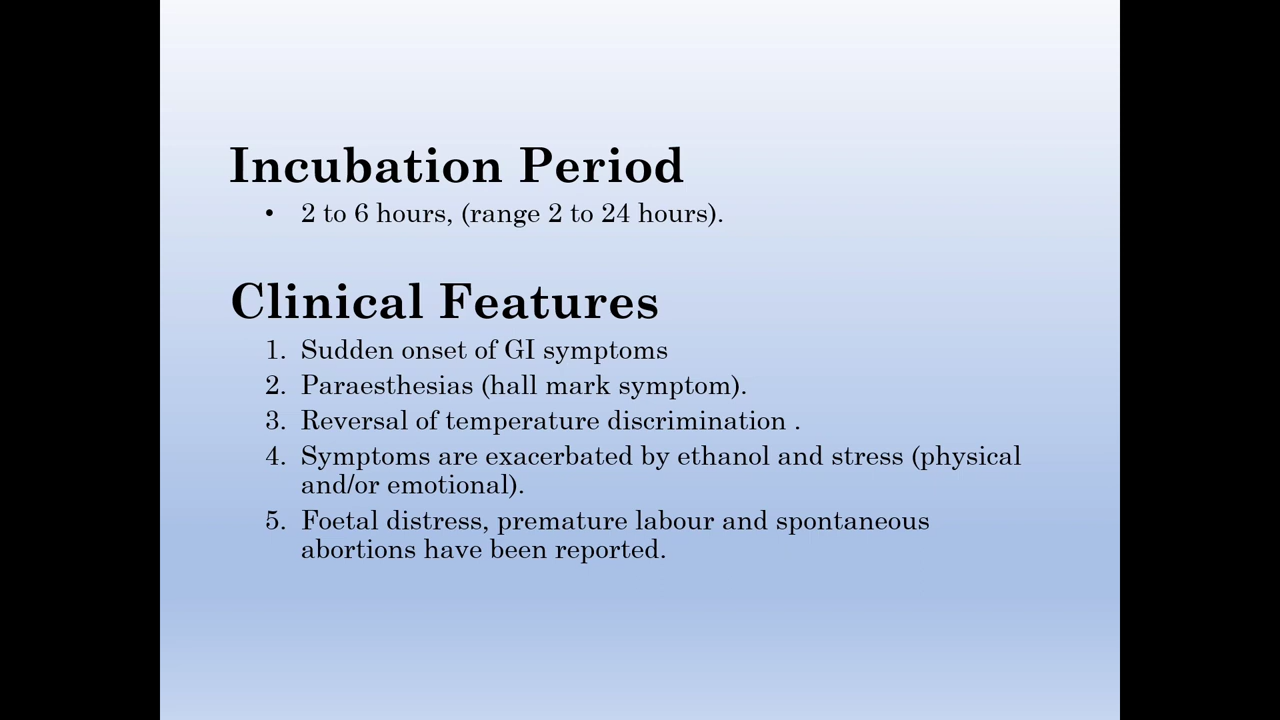 Incubation Period
• 2 to 6 hours, (range 2 to 24 hours).
Clinical Features
1. Sudden onset of GI symptoms
2. Paraesthesias (hall mark symptom).
3. Reversal of temperature discrimination .
4. Symptoms are exacerbated by ethanol and stress (physical
and/or emotional).
5. Foetal distress, premature labour and spontaneous
abortions have been reported.